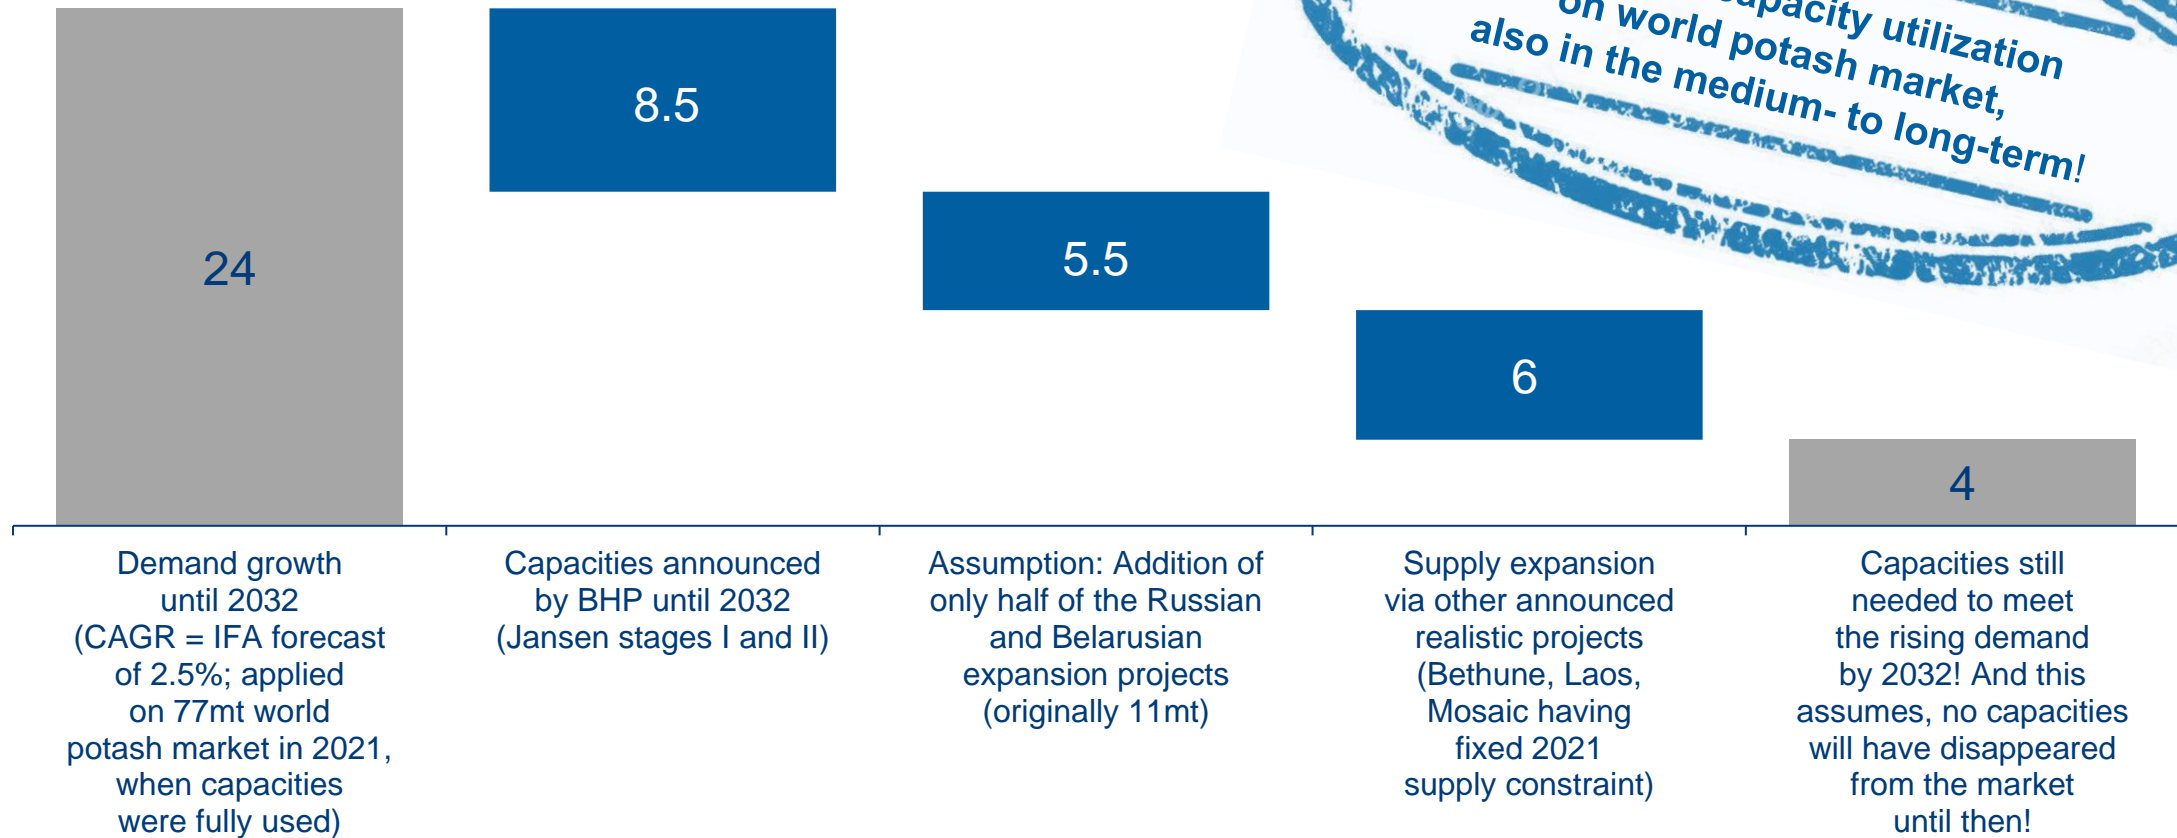 capacity utilization
on world potash market,
also in the medium- to long-term!
24
8.5
5.5
6
4
Demand growth
until 2032
(CAGR = IFA forecast
of 2.5%; applied
on 77mt world
potash market in 2021,
when capacities
were fully used)
Capacities announced
by BHP until 2032
(Jansen stages I and II)
Assumption: Addition of
only half of the Russian
and Belarusian
expansion projects
(originally 11mt)
Supply expansion
via other announced
realistic projects
(Bethune, Laos,
Mosaic having
fixed 2021
supply constraint)
Capacities still
needed to meet
the rising demand
by 2032! And this
assumes, no capacities
will have disappeared
from the market
until then!